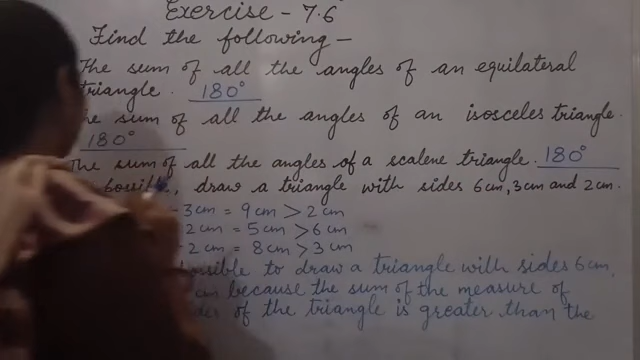 Exercise - 7.6
Find the following -
The sum of all the angles of an equilateral
triangle. 180°
The sum of all the angles of an isosceles triangle.
180°
The sum of all the angles of a scalene triangle. 180°
possible, draw a triangle with sides 6cm, 3cm and 2cm.
3cm = 9cm > 2cm
2cm = 5cm > 6cm
2cm = 8cm > 3cm
possible to draw a triangle with sides 6cm,
cm because the sum of the measure of
of the triangle is greater than the